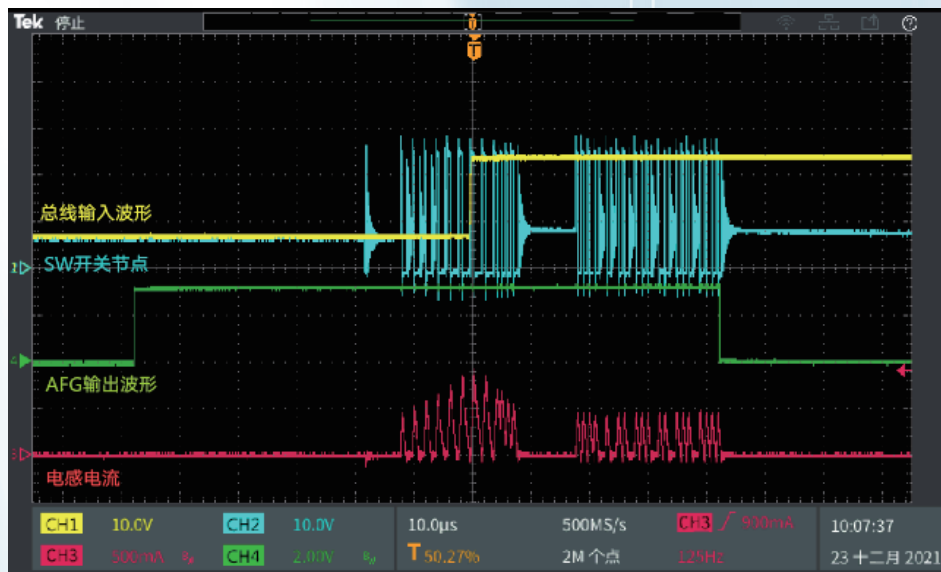 Tek 停止
T
总线输入波形
SW开关节点
AFG输出波形
电感电流
CH1 10.0V CH2 10.0V 10.0µs 500MS/s CH3 900mA 10:07:37
CH3 500mA CH4 2.00V T 50.27% 2M 个点 125Hz 23 十二月 2021